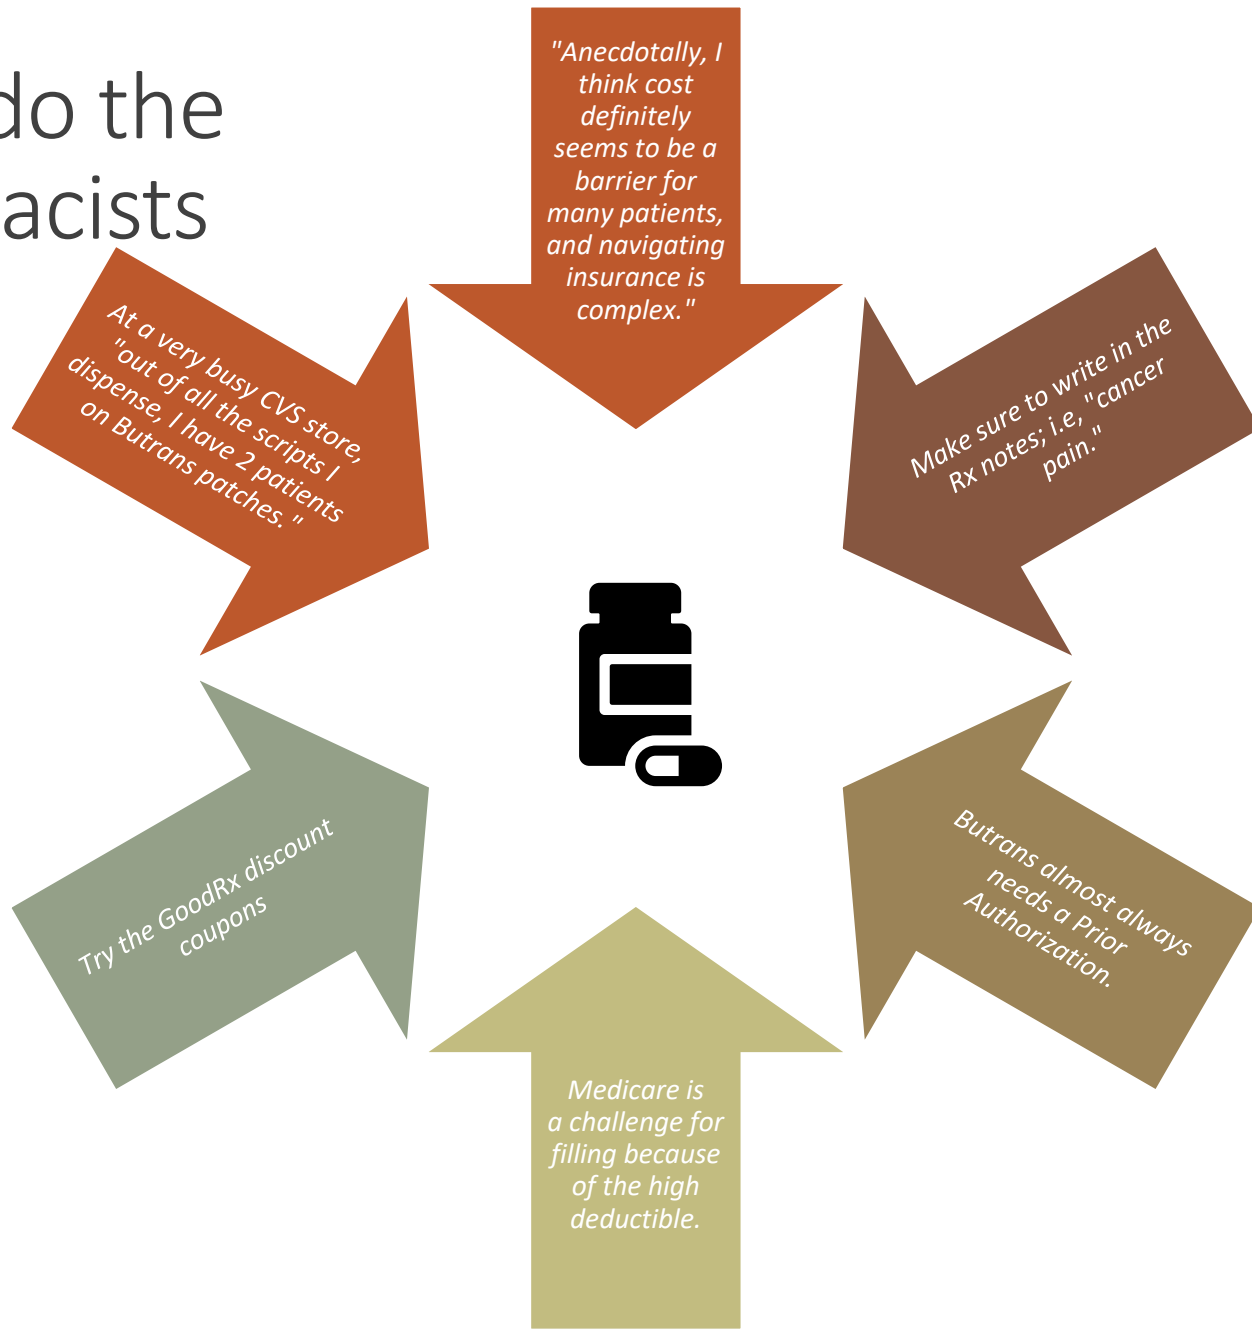 do the
acists
"Anecdotally, I
think cost
definitely
seems to be a
barrier for
many patients,
and navigating
insurance is
complex."
Make sure to write in the
Rx notes; i.e, "cancer
pain."
Butrans almost always
needs a Prior
Authorization.
Medicare is
a challenge for
filling because
of the high
deductible.
Try the GoodRx discount
coupons
At a very busy CVS store,
"out of all the scripts I
dispense, I have 2 patients
on Butrans patches. "